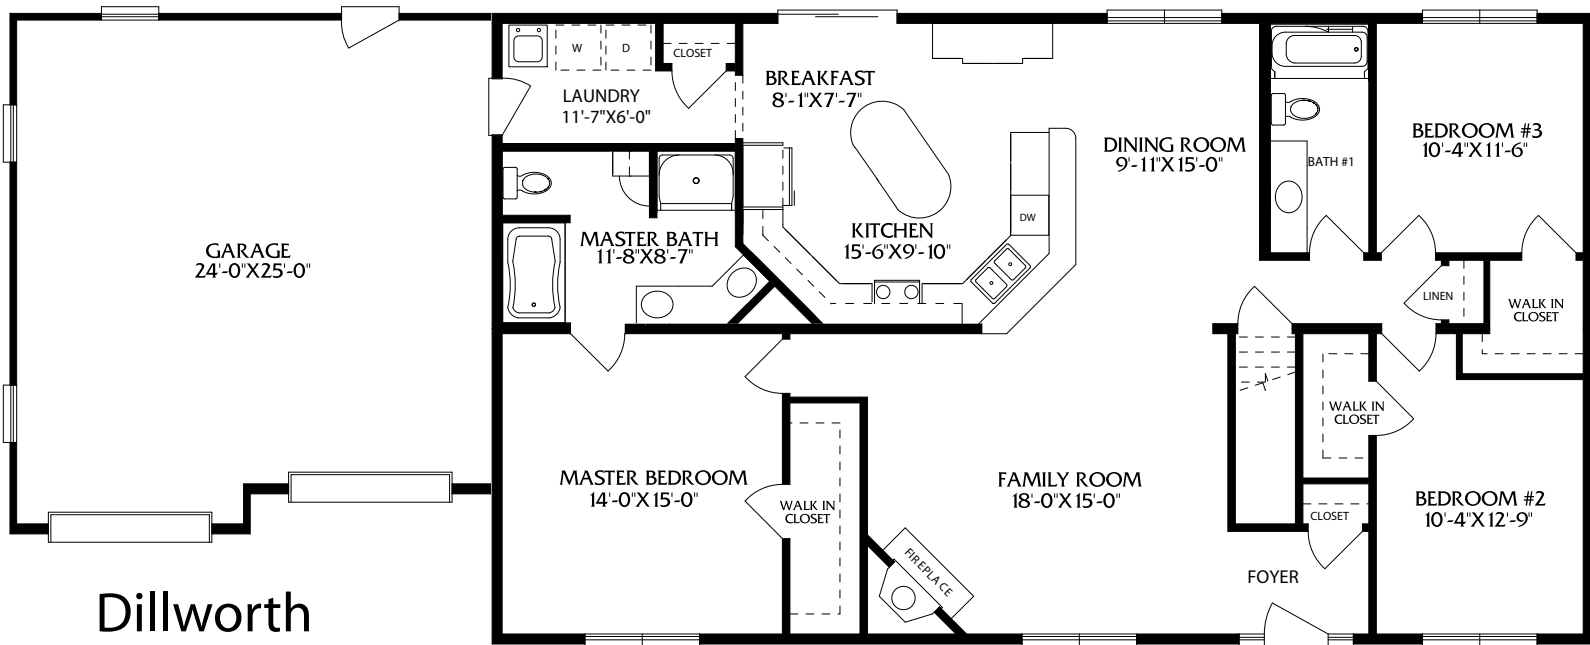 W
D
CLOSET
LAUNDRY
11'-7"X6'-0"
BREAKFAST
8'-1"X7'-7"
DINING ROOM
9'-11"X15'-0"
BATH #1
BEDROOM #3
10'-4"X11'-6"
GARAGE
24'-0"X25'-0"
MASTER BATH
11'-8"X8'-7"
KITCHEN
15'-6"X9'-10"
DW
LINEN
WALK IN
CLOSET
WALK IN
CLOSET
MASTER BEDROOM
14'-0"X15'-0"
WALK IN
CLOSET
FAMILY ROOM
18'-0"X15'-0"
CLOSET
BEDROOM #2
10'-4"X12'-9"
FIREPLACE
FOYER
Dillworth